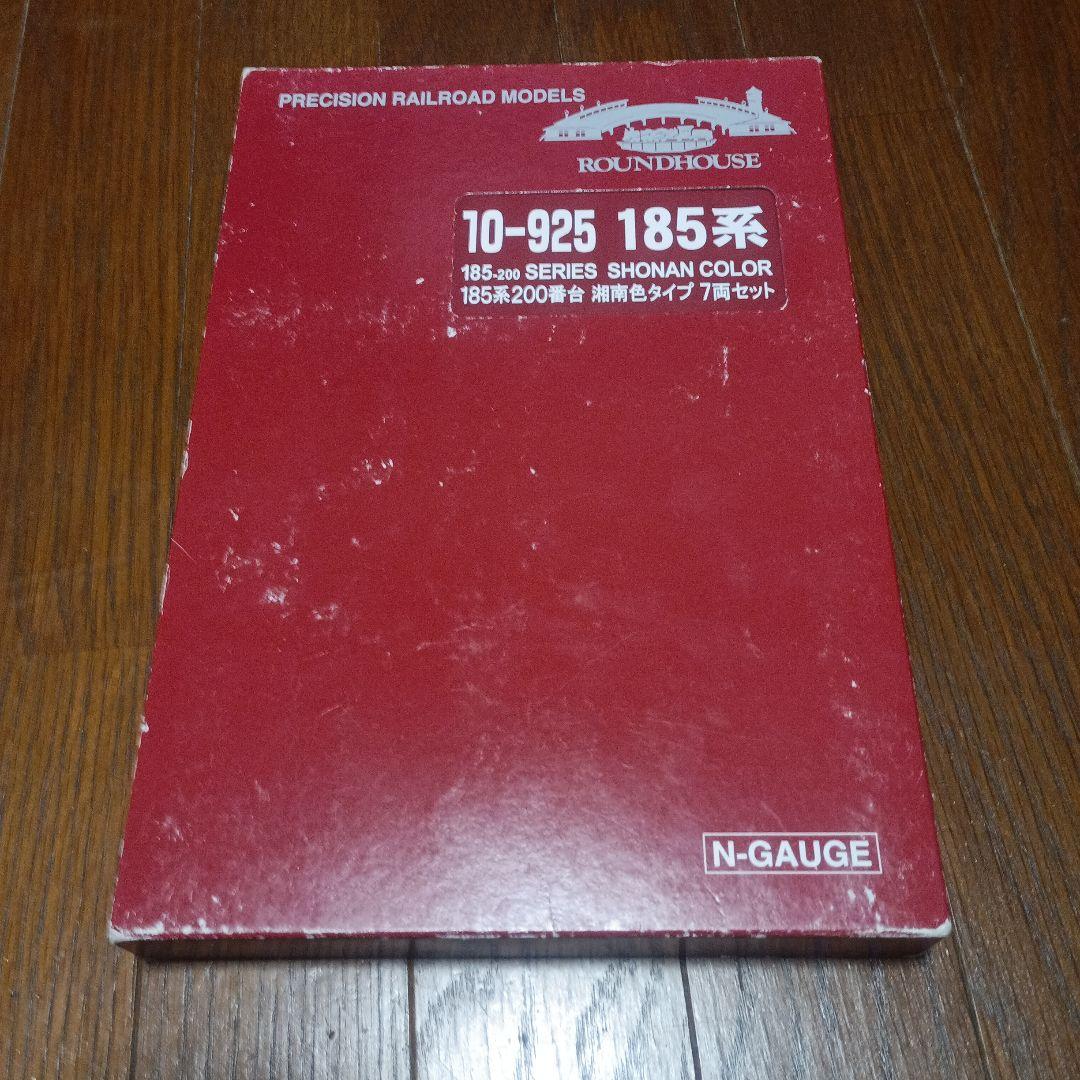 PRECISION RAILROAD MODELS
ROUNDHOUSE
10-925 185系
185-200 SERIES SHONAN COLOR
185系200番台 湘南色タイプ 7両セット
N-GAUGE